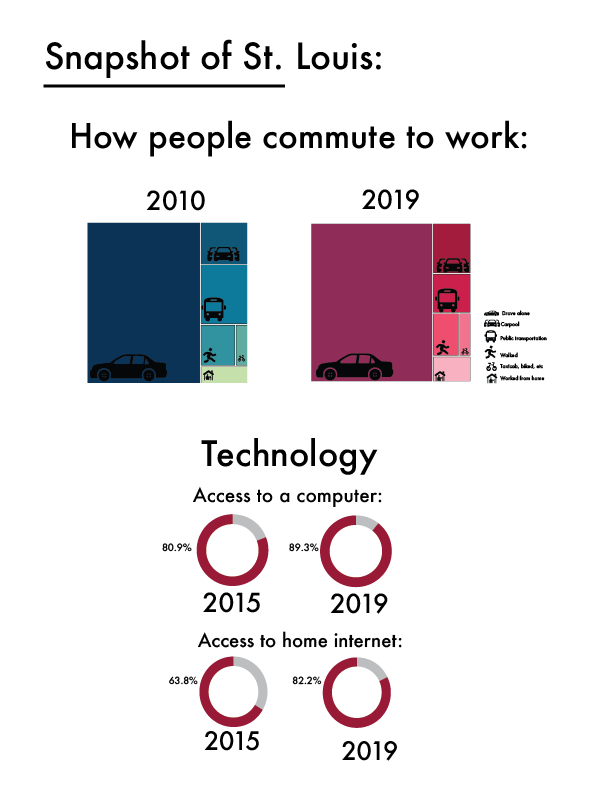 Snapshot of St. Louis:
How people commute to work:
2010
2019
Drove alone
Carpool
Public transportation
Walked
Taxicab, biked, etc
Worked from home
Technology
Access to a computer:
80.9%
89.3%
2015
2019
Access to home internet:
63.8%
82.2%
2015
2019